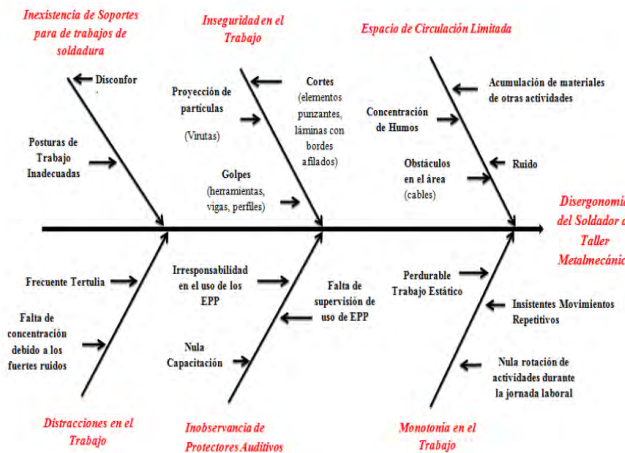 Inexistencia de Soportes
para de trabajos de
soldadura
Inseguridad en el
Trabajo
Espacio de Circulación Limitada
Disconfor
Posturas de
Trabajo
Inadecuadas
Proyección de
partículas
(Virutas)
Cortes
(elementos
punzantes,
láminas con
bordes
afilados)
Golpes
(herramientas,
vigas, perfiles)
Acumulación de materiales
de otras actividades
Concentración
de Humos
Obstáculos
en el área
(cables)
Ruido
Disergonomía
del Soldador
Taller
Metalmecánic
Frecuente Tertulia
Falta de
concentración
debido a los
fuertes ruidos
Irresponsabilidad
en el uso de los
EPP
Falta de
supervisión de
uso de EPP
Nula
Capacitación
Perdurable
Trabajo Estático
Insistentes Movimientos
Repetitivos
Nula rotación de
actividades durante
la jornada laboral
Distracciones en el
Trabajo
Inobservancia de
Protectores Auditivos
Monotonía en el
Trabajo